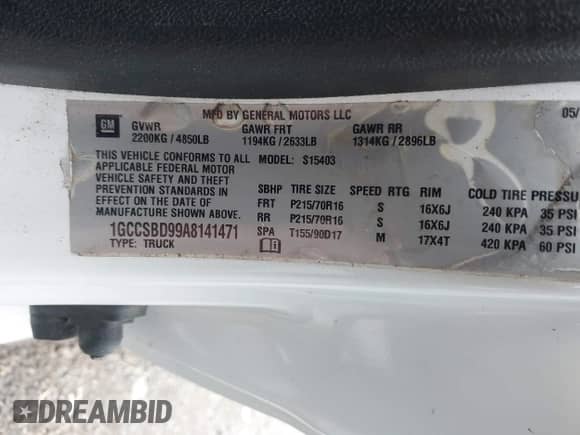 MFD BY GENERAL MOTORS LLC 05/
GM GVWR GAWR FRT GAWR RR
2200KG / 4850LB 1194KG / 2633LB 1314KG / 2896LB
THIS VEHICLE CONFORMS TO ALL MODEL: S15403
APPLICABLE FEDERAL MOTOR
VEHICLE SAFETY AND THEFT SBHP TIRE SIZE SPEED RTG RIM COLD TIRE PRESSU
PREVENTION STANDARDS FRT P215/70R16 S 16X6J 240 KPA 35 PSI
IN EFFECT ON THE DATE OF RR P215/70R16 S 16X6J 240 KPA 35 PSI
MANUFACTURE SHOWN ABOVE.
1GCCSBD99A8141471 SPA T155/90D17 M 17X4T 420 KPA 60 PSI
TYPE: TRUCK
DREAMBID